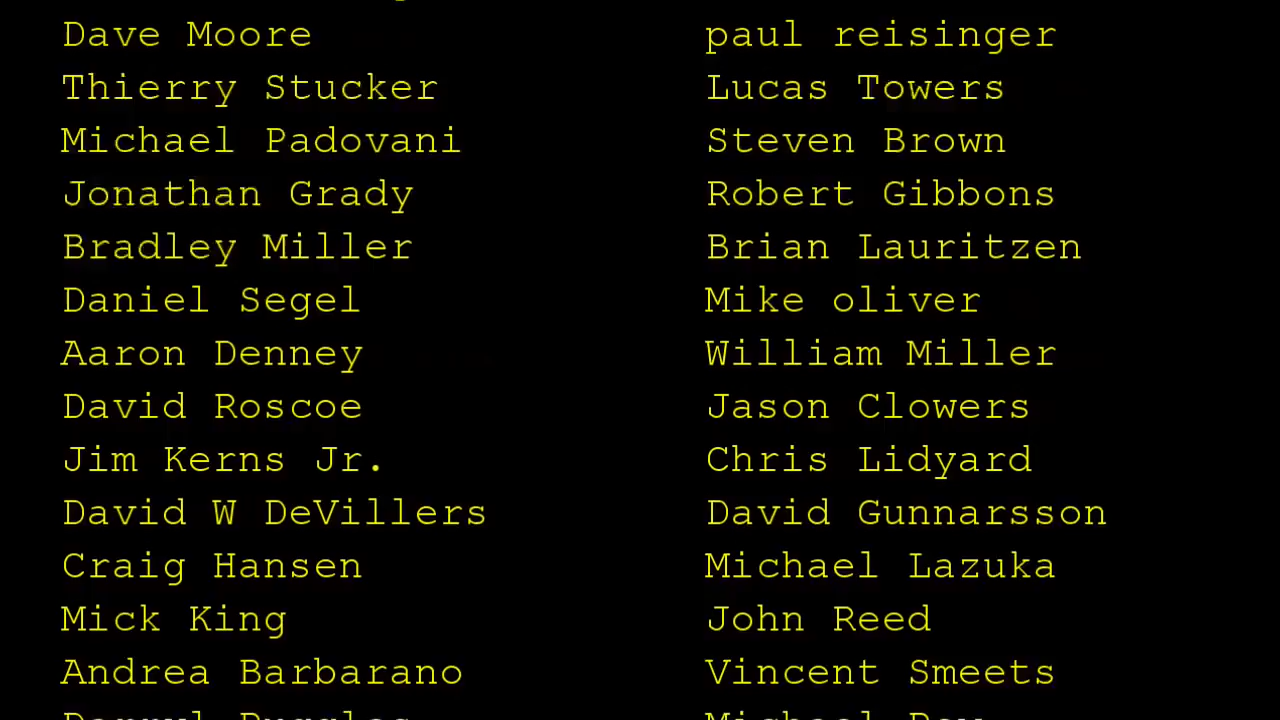 Dave Moore
Thierry Stucker
Michael Padovani
Jonathan Grady
Bradley Miller
Daniel Segel
Aaron Denney
David Roscoe
Jim Kerns Jr.
David W DeVillers
Craig Hansen
Mick King
Andrea Barbarano
paul reisinger
Lucas Towers
Steven Brown
Robert Gibbons
Brian Lauritzen
Mike oliver
William Miller
Jason Clowers
Chris Lidyard
David Gunnarsson
Michael Lazuka
John Reed
Vincent Smeets
Michael